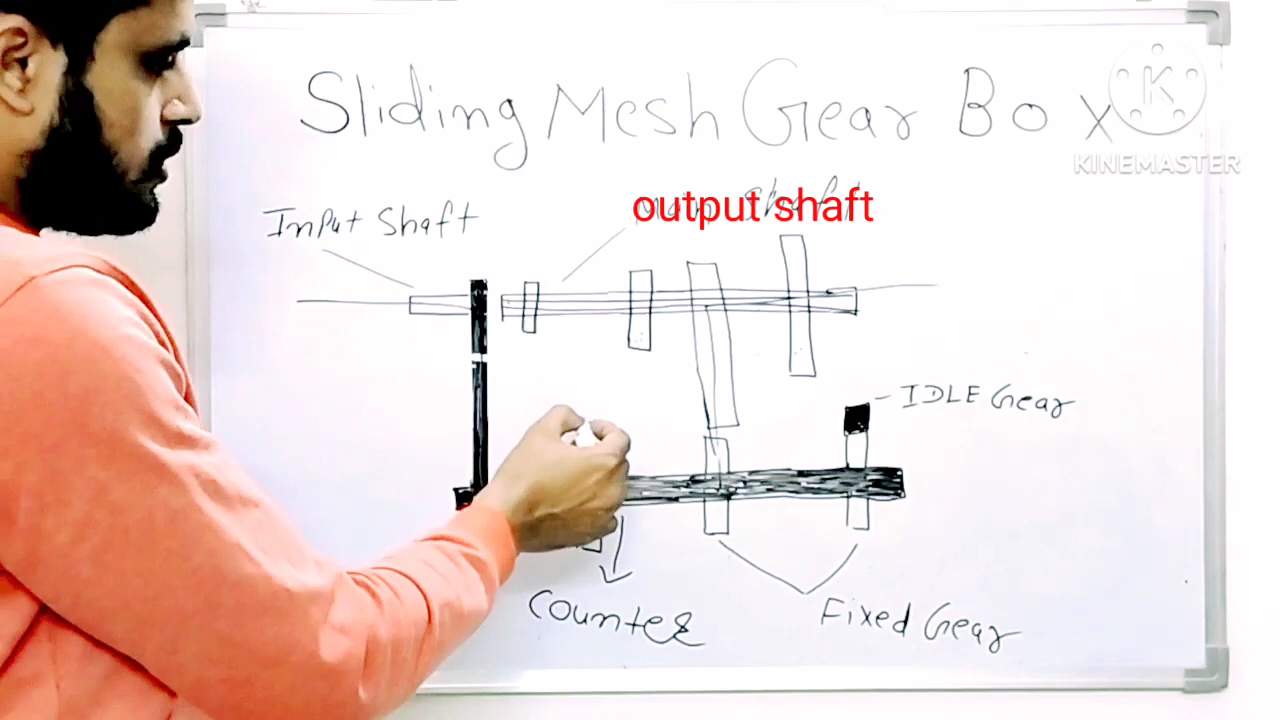 Sliding Mesh Gear Box
K
KINEMASTER
output shaft
Input Shaft
IDLE Gear
Counter
Fixed Gear